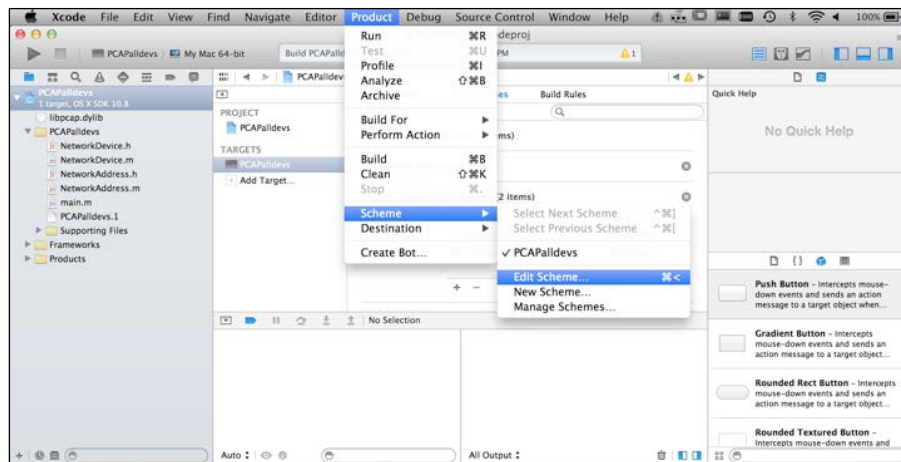 Xcode File Edit View Find Navigate Editor Product Debug Source Control Window Help 100%
deproj
PCAPalldevs My Mac 64-bit Build PCAPalld PM 1
PCAPalldev
PCAPalldevs
1 target, OS X SDK 10.8
libpcap.dylib
PCAPalldevs
NetworkDevice.h
NetworkDevice.m
NetworkAddress.h
NetworkAddress.m
main.m
PCAPalldevs.1
Supporting Files
Frameworks
Products
PROJECT
PCAPalldevs
TARGETS
PCAPalldevs
Add Target...
Run ⌘R
Test ⌘U
Profile ⌘I
Analyze ⇧⌘B
Archive
Build For ▶
Perform Action ▶
Build ⌘B
Clean ⇧⌘K
Stop ⌘.
Scheme ▶
Destination ▶
Create Bot...
es Build Rules
ms)
2 items)
Select Next Scheme ^⌘]
Select Previous Scheme ^⌘[
✓ PCAPalldevs
Edit Scheme... ⌘<
New Scheme...
Manage Schemes...
+ −
No Selection
Auto
All Output
Quick Help
No Quick Help
Push Button – Intercepts mouse-
down events and sends an action
message to a target object when...
Gradient Button – Intercepts
mouse-down events and sends an
action message to a target object...
Rounded Rect Button – Intercepts
mouse-down events and sends an
action message to a target object...
Rounded Textured Button –
Intercepts mouse-down events and